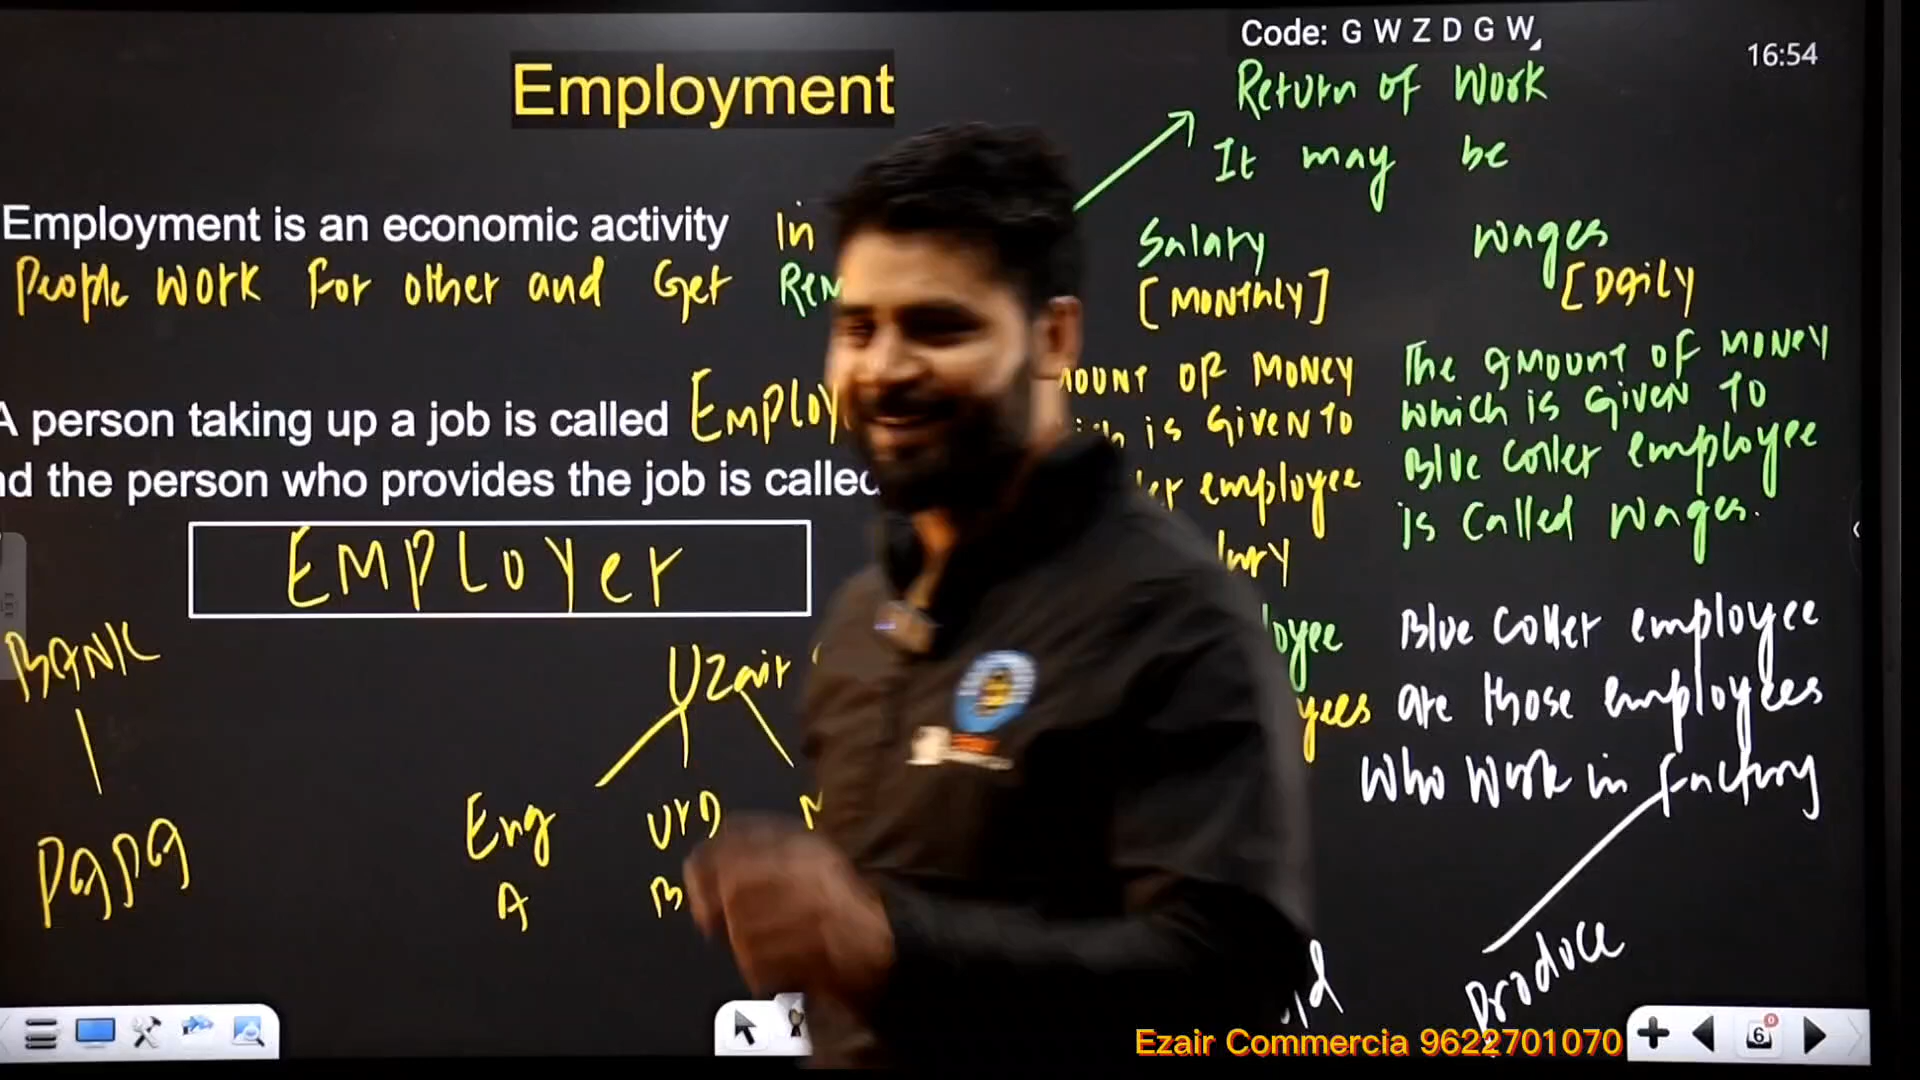 Code: G W Z D G W
16:54
Employment
Return of Work
It may be
Employment is an economic activity in
People work for other and Get
Salary
[Monthly]
wages
[Daily
A person taking up a job is called
the person who provides the job is called
Employer
OF MONEY
is Given to
employee
The amount of money
which is Given to
Blue coller employee
is called wages.
Blue coller employee
are those employees
who work in factory
Produce
BANK
PAPA
Uzair
Eng
A
UrD
B
6
Ezair Commercia 9622701070